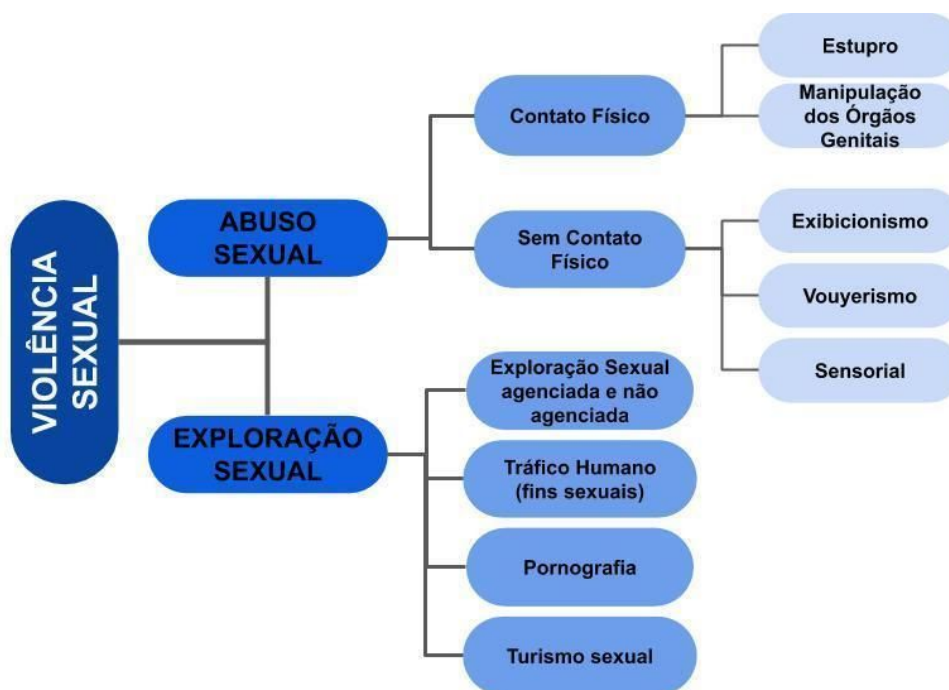 VIOLÊNCIA
SEXUAL
ABUSO
SEXUAL
Contato Físico
Estupro
Manipulação
dos Órgãos
Genitais
Sem Contato
Físico
Exibicionismo
Vouyerismo
Sensorial
EXPLORAÇÃO
SEXUAL
Exploração Sexual
agenciada e não
agenciada
Tráfico Humano
(fins sexuais)
Pornografia
Turismo sexual